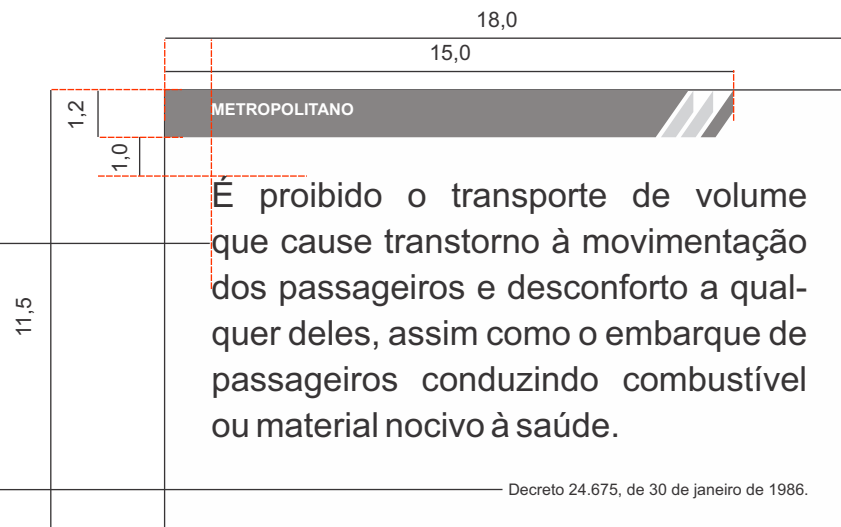 18,0
15,0
1,2
METROPOLITANO
1,0
É proibido o transporte de volume
que cause transtorno à movimentação
dos passageiros e desconforto a qual-
quer deles, assim como o embarque de
passageiros conduzindo combustível
ou material nocivo à saúde.
11,5
Decreto 24.675, de 30 de janeiro de 1986.